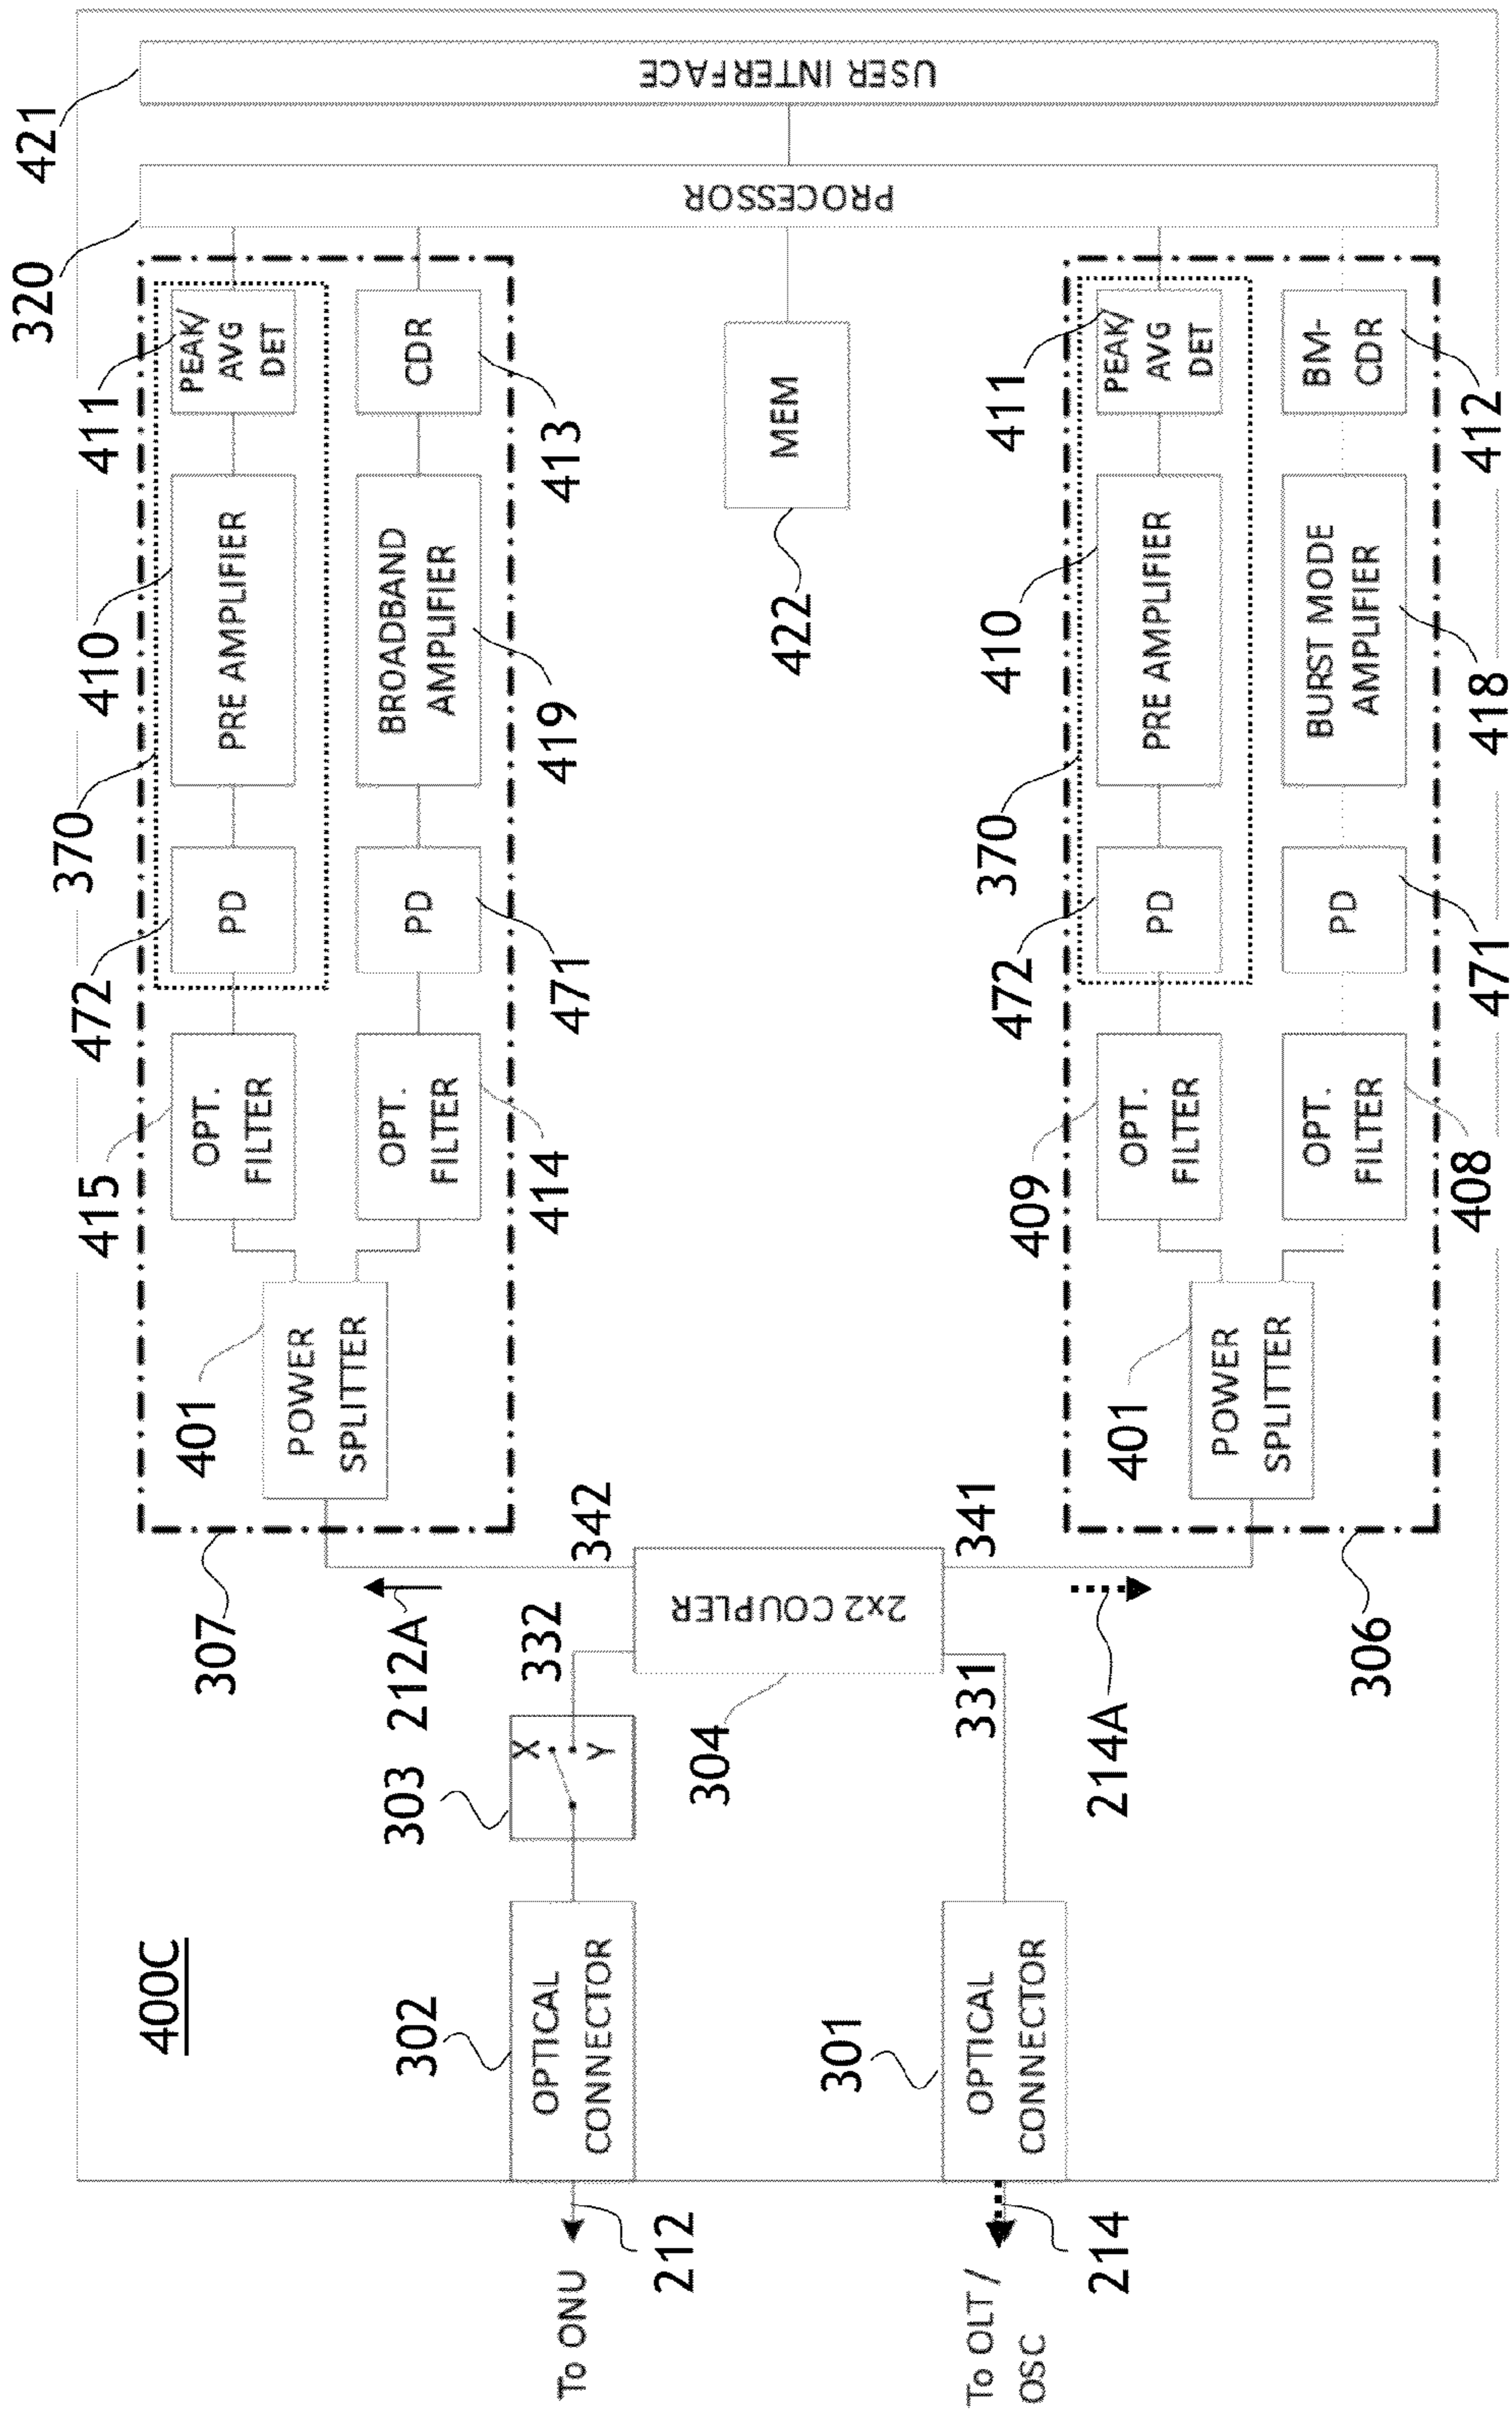 400C
To ONU
212
To OLT /
OSC
214
302
OPTICAL
CONNECTOR
301
OPTICAL
CONNECTOR
303
X
Y
332
331
304
2x2 COUPLER
342
341
212A
214A
307
401
POWER
SPLITTER
415
OPT.
FILTER
OPT.
FILTER
414
472
PD
PD
471
370
410
PRE AMPLIFIER
BROADBAND
AMPLIFIER
419
411
PEAK/
AVG
DET
CDR
413
306
401
POWER
SPLITTER
409
OPT.
FILTER
OPT.
FILTER
408
472
PD
PD
471
370
410
PRE AMPLIFIER
BURST MODE
AMPLIFIER
418
411
PEAK/
AVG
DET
BM-
CDR
412
MEM
422
320
PROCESSOR
421
USER INTERFACE